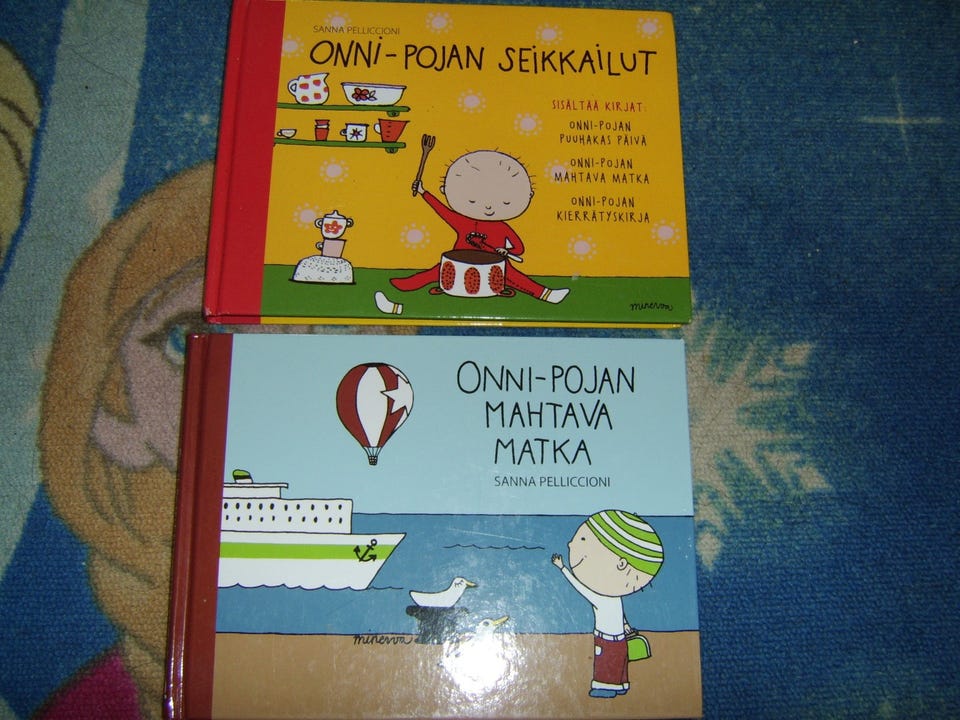 SANNA PELLICCIONI
ONNI-POJAN SEIKKAILUT
SISÄLTÄÄ KIRJAT:
ONNI-POJAN
PUUHAKAS PÄIVÄ
ONNI-POJAN
MAHTAVA MATKA
ONNI-POJAN
KIERRÄTYSKIRJA
minerva
ONNI-POJAN
MAHTAVA
MATKA
SANNA PELLICCIONI
minerva